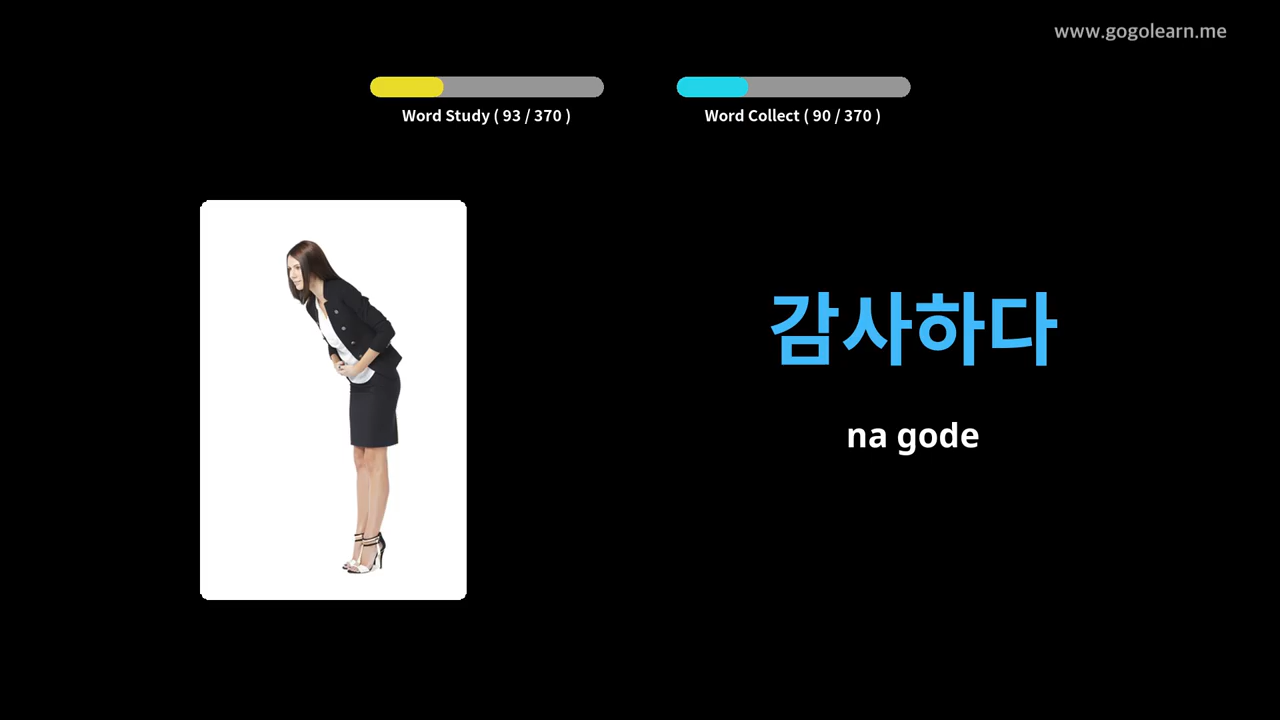 www.gogolearn.me
Word Study ( 93 / 370 )
Word Collect ( 90 / 370 )
감사하다
na gode